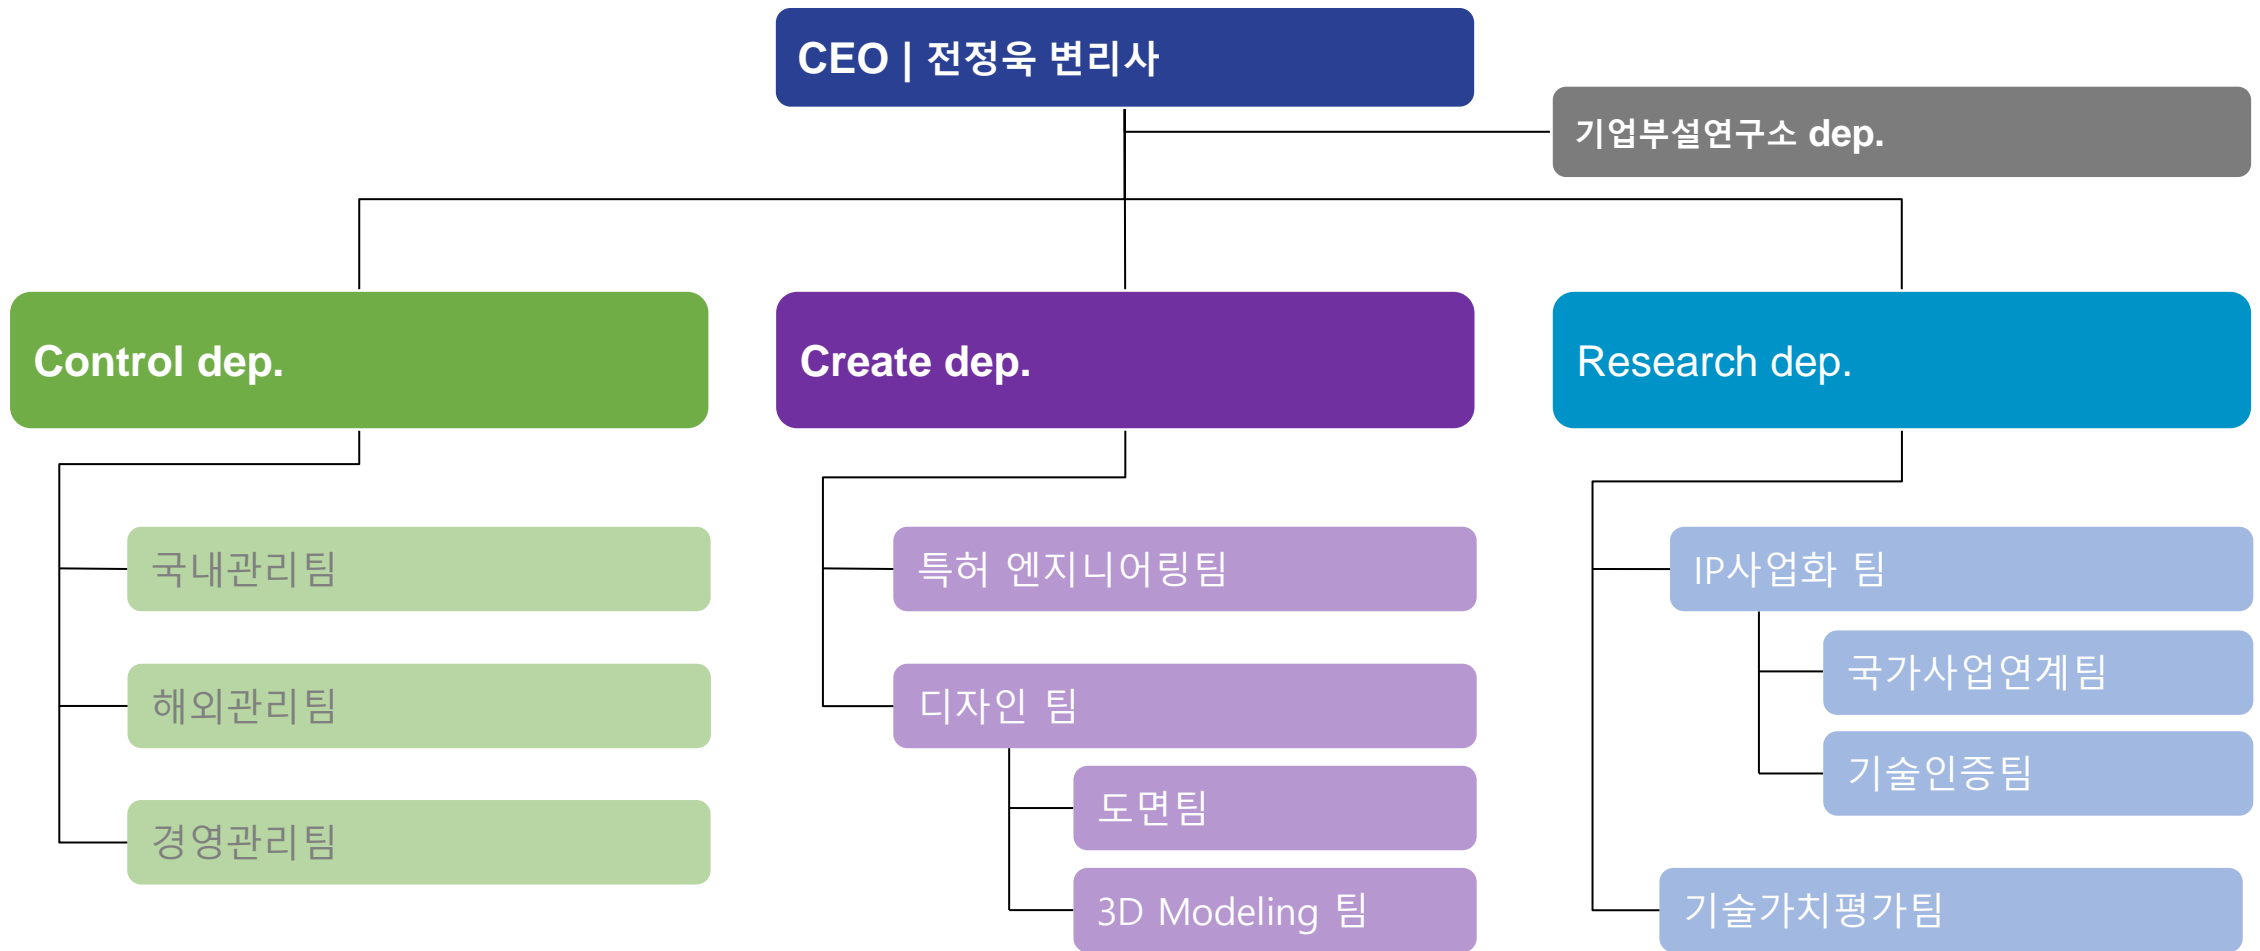 CEO | 전정욱 변리사
기업부설연구소 dep.
Control dep.
국내관리팀
해외관리팀
경영관리팀
Create dep.
특허 엔지니어링팀
디자인 팀
도면팀
3D Modeling 팀
Research dep.
IP사업화 팀
국가사업연계팀
기술인증팀
기술가치평가팀